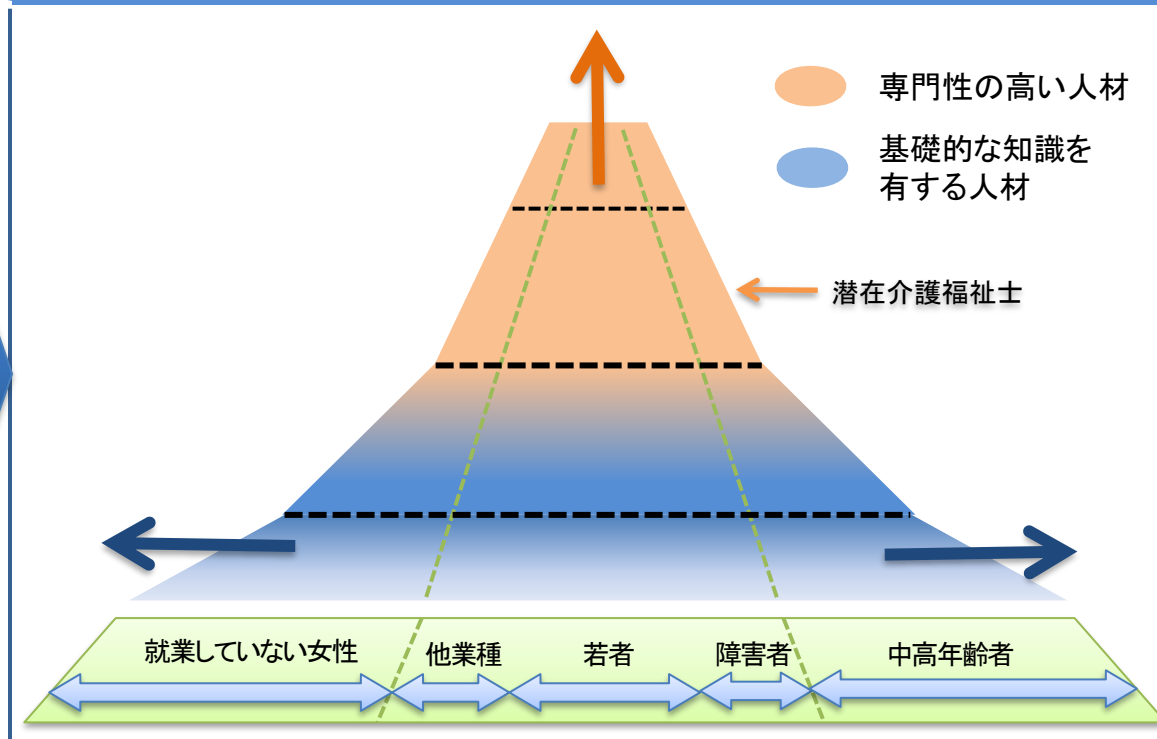 専門性の高い人材
基礎的な知識を
有する人材
潜在介護福祉士
就業していない女性
他業種
若者
障害者
中高年齢者